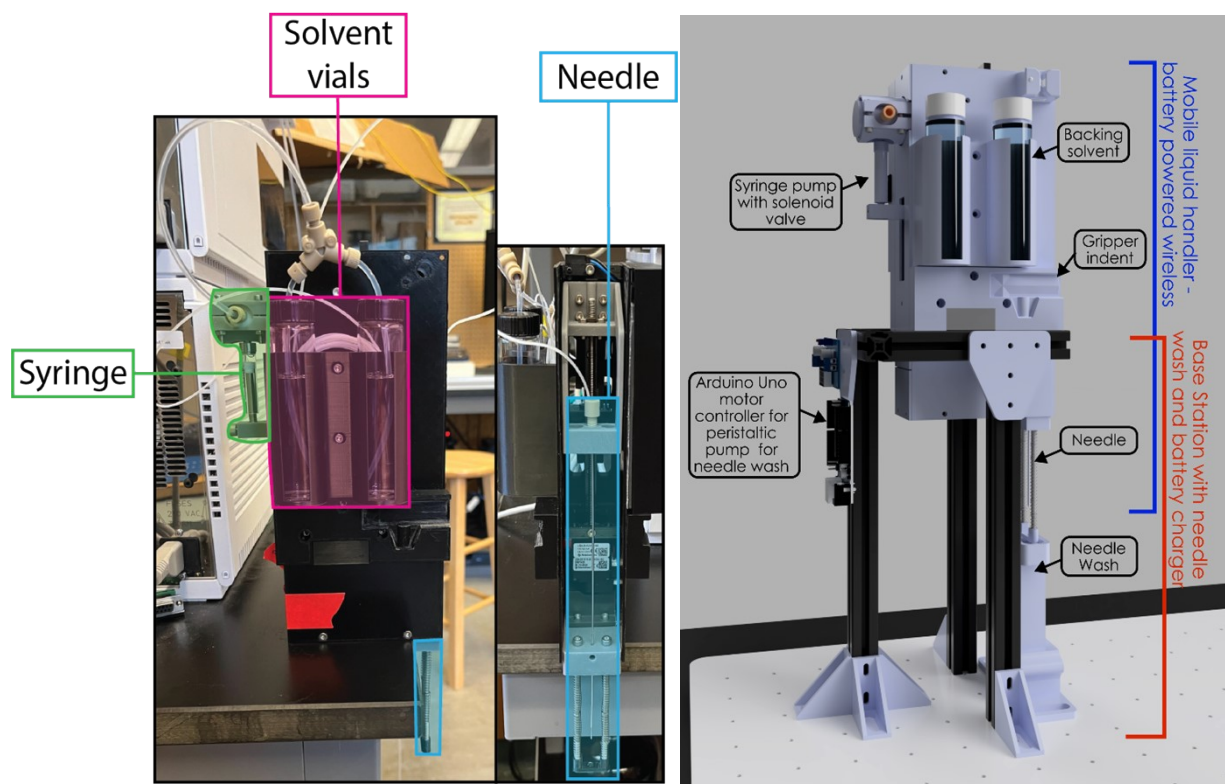 Solvent
vials
Needle
Syringe
Syringe pump
with solenoid
valve
Backing
solvent
Gripper
indent
Arduino Uno
motor
controller for
peristaltic
pump for
needle wash
Needle
Needle
Wash
Mobile liquid handler -
battery powered wireless
Base Station with needle
wash and battery charger